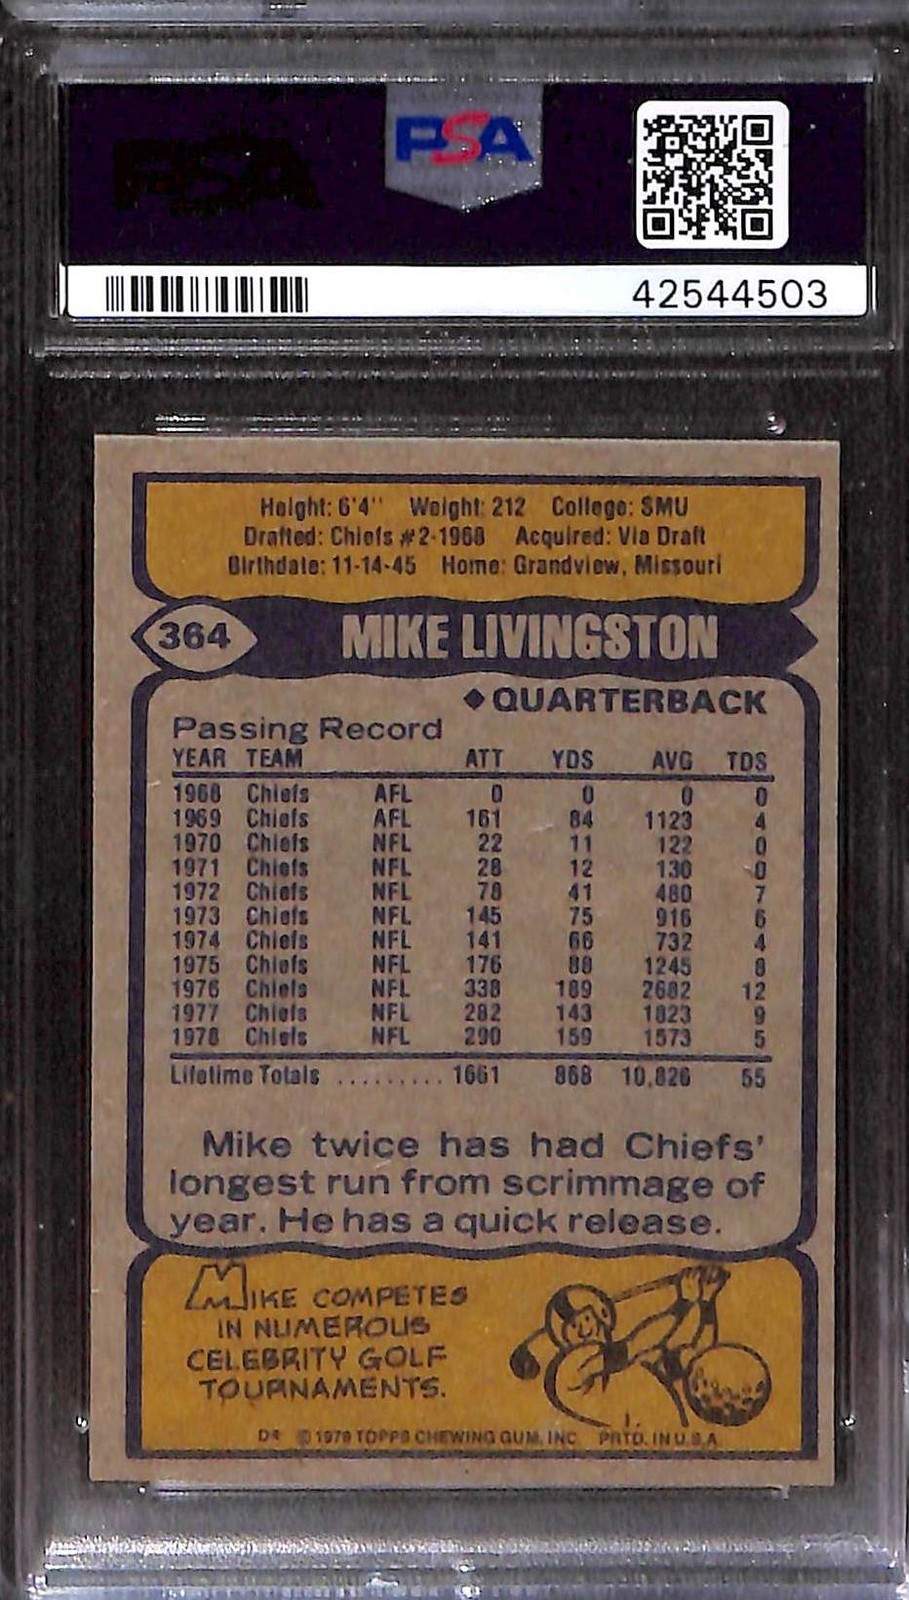 PSA
42544503
Height: 6'4" Weight: 212 College: SMU
Drafted: Chiefs #2-1968 Acquired: Via Draft
Birthdate: 11-14-45 Home: Grandview, Missouri
364 MIKE LIVINGSTON
◆QUARTERBACK
Passing Record
YEAR TEAM ATT YDS AVG TDS
1968 Chiefs AFL 0 0 0 0
1969 Chiefs AFL 161 84 1123 4
1970 Chiefs NFL 22 11 122 0
1971 Chiefs NFL 28 12 130 0
1972 Chiefs NFL 78 41 480 7
1973 Chiefs NFL 145 75 916 6
1974 Chiefs NFL 141 66 732 4
1975 Chiefs NFL 176 88 1245 8
1976 Chiefs NFL 338 189 2682 12
1977 Chiefs NFL 282 143 1823 9
1978 Chiefs NFL 290 159 1573 5
Lifetime Totals ......... 1661 868 10,826 55
Mike twice has had Chiefs'
longest run from scrimmage of
year. He has a quick release.
MIKE COMPETES
IN NUMEROUS
CELEBRITY GOLF
TOURNAMENTS.
D4 © 1979 TOPPS CHEWING GUM, INC. PRTD. IN U.S.A.